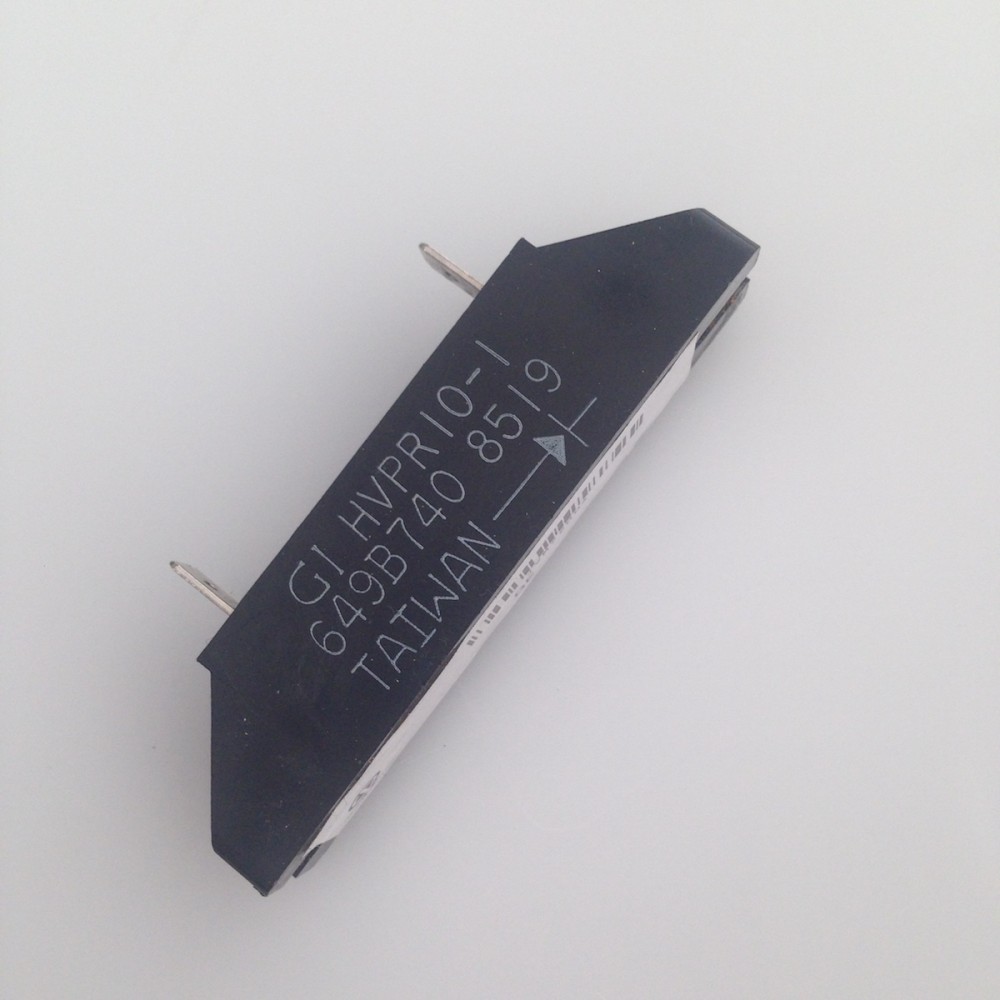 GI HVPR10-1
649B740 8519
TAIWAN